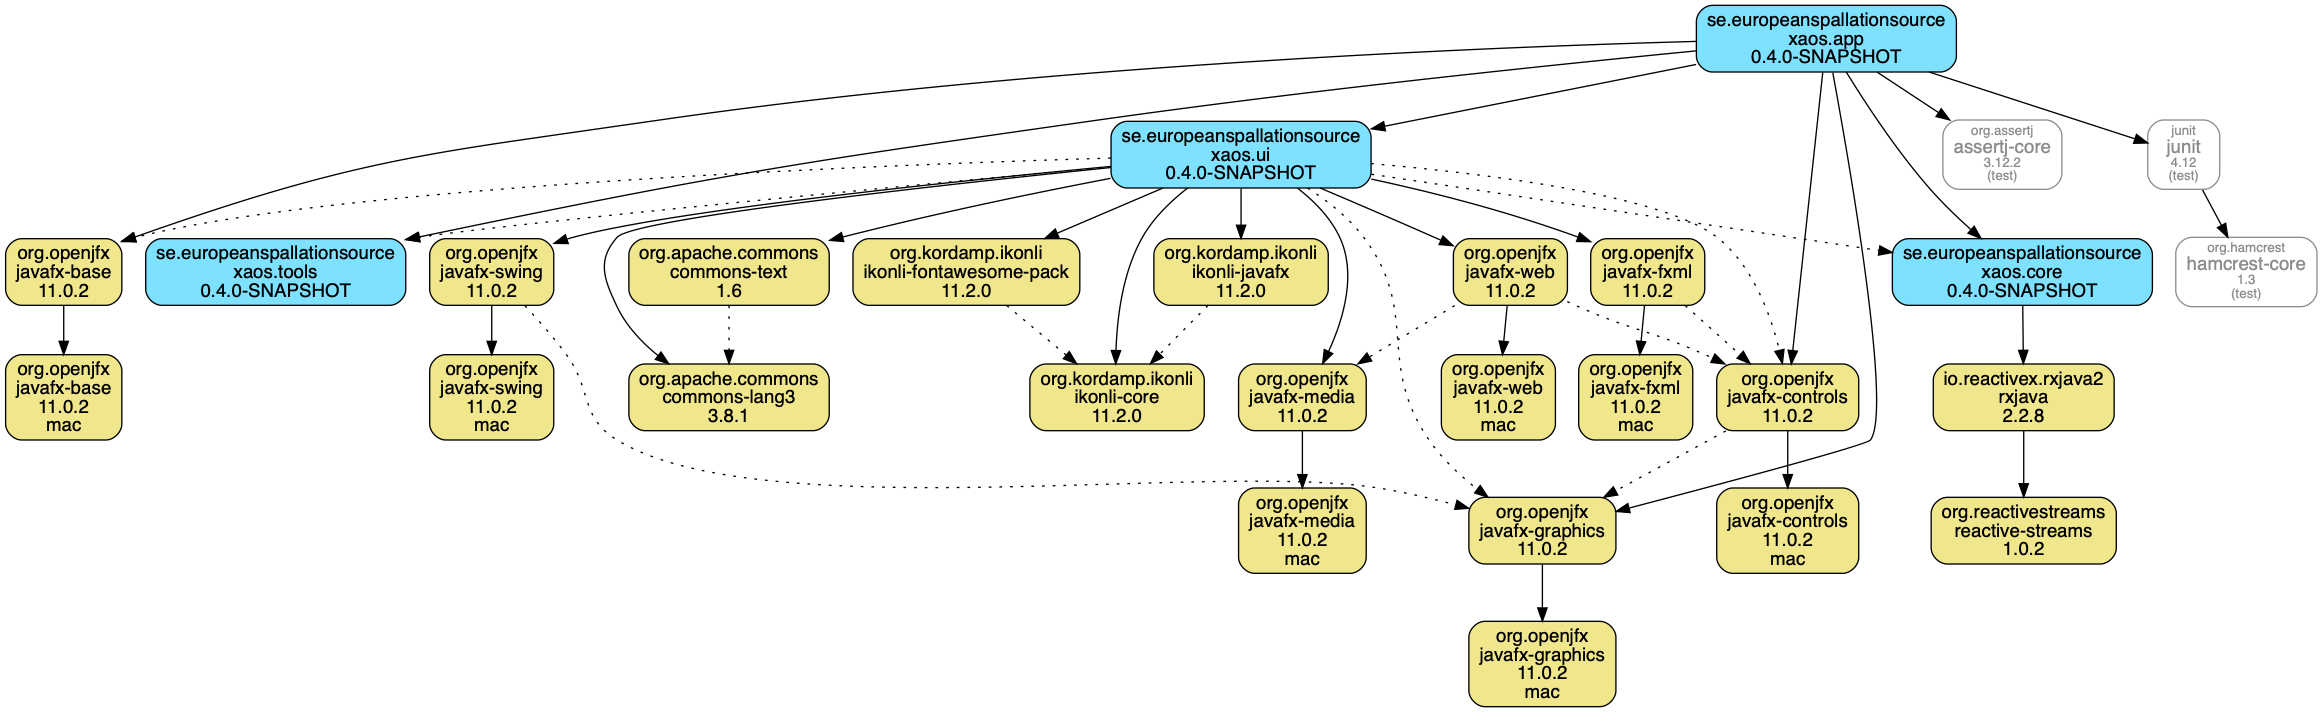 se.europeanspallationsource
xaos.app
0.4.0-SNAPSHOT
se.europeanspallationsource
xaos.ui
0.4.0-SNAPSHOT
org.assertj
assertj-core
3.12.2
(test)
junit
junit
4.12
(test)
org.openjfx
javafx-base
11.0.2
se.europeanspallationsource
xaos.tools
0.4.0-SNAPSHOT
org.openjfx
javafx-swing
11.0.2
org.apache.commons
commons-text
1.6
org.kordamp.ikonli
ikonli-fontawesome-pack
11.2.0
org.kordamp.ikonli
ikonli-javafx
11.2.0
org.openjfx
javafx-web
11.0.2
org.openjfx
javafx-fxml
11.0.2
se.europeanspallationsource
xaos.core
0.4.0-SNAPSHOT
org.hamcrest
hamcrest-core
1.3
(test)
org.openjfx
javafx-base
11.0.2
mac
org.openjfx
javafx-swing
11.0.2
mac
org.apache.commons
commons-lang3
3.8.1
org.kordamp.ikonli
ikonli-core
11.2.0
org.openjfx
javafx-media
11.0.2
org.openjfx
javafx-web
11.0.2
mac
org.openjfx
javafx-fxml
11.0.2
mac
org.openjfx
javafx-controls
11.0.2
io.reactivex.rxjava2
rxjava
2.2.8
org.openjfx
javafx-media
11.0.2
mac
org.openjfx
javafx-graphics
11.0.2
org.openjfx
javafx-controls
11.0.2
mac
org.reactivestreams
reactive-streams
1.0.2
org.openjfx
javafx-graphics
11.0.2
mac